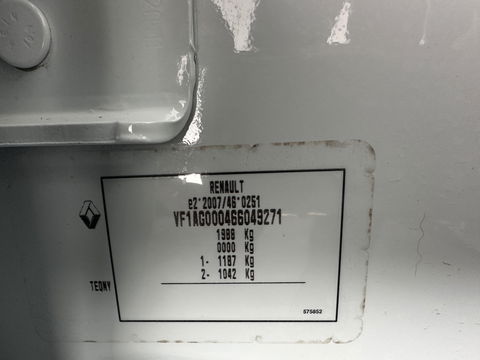 RENAULT
e2*2007/46*0251
VF1AG000466049271
1988 Kg
0000 Kg
1- 1187 Kg
2- 1042 Kg
TEQNY
575852